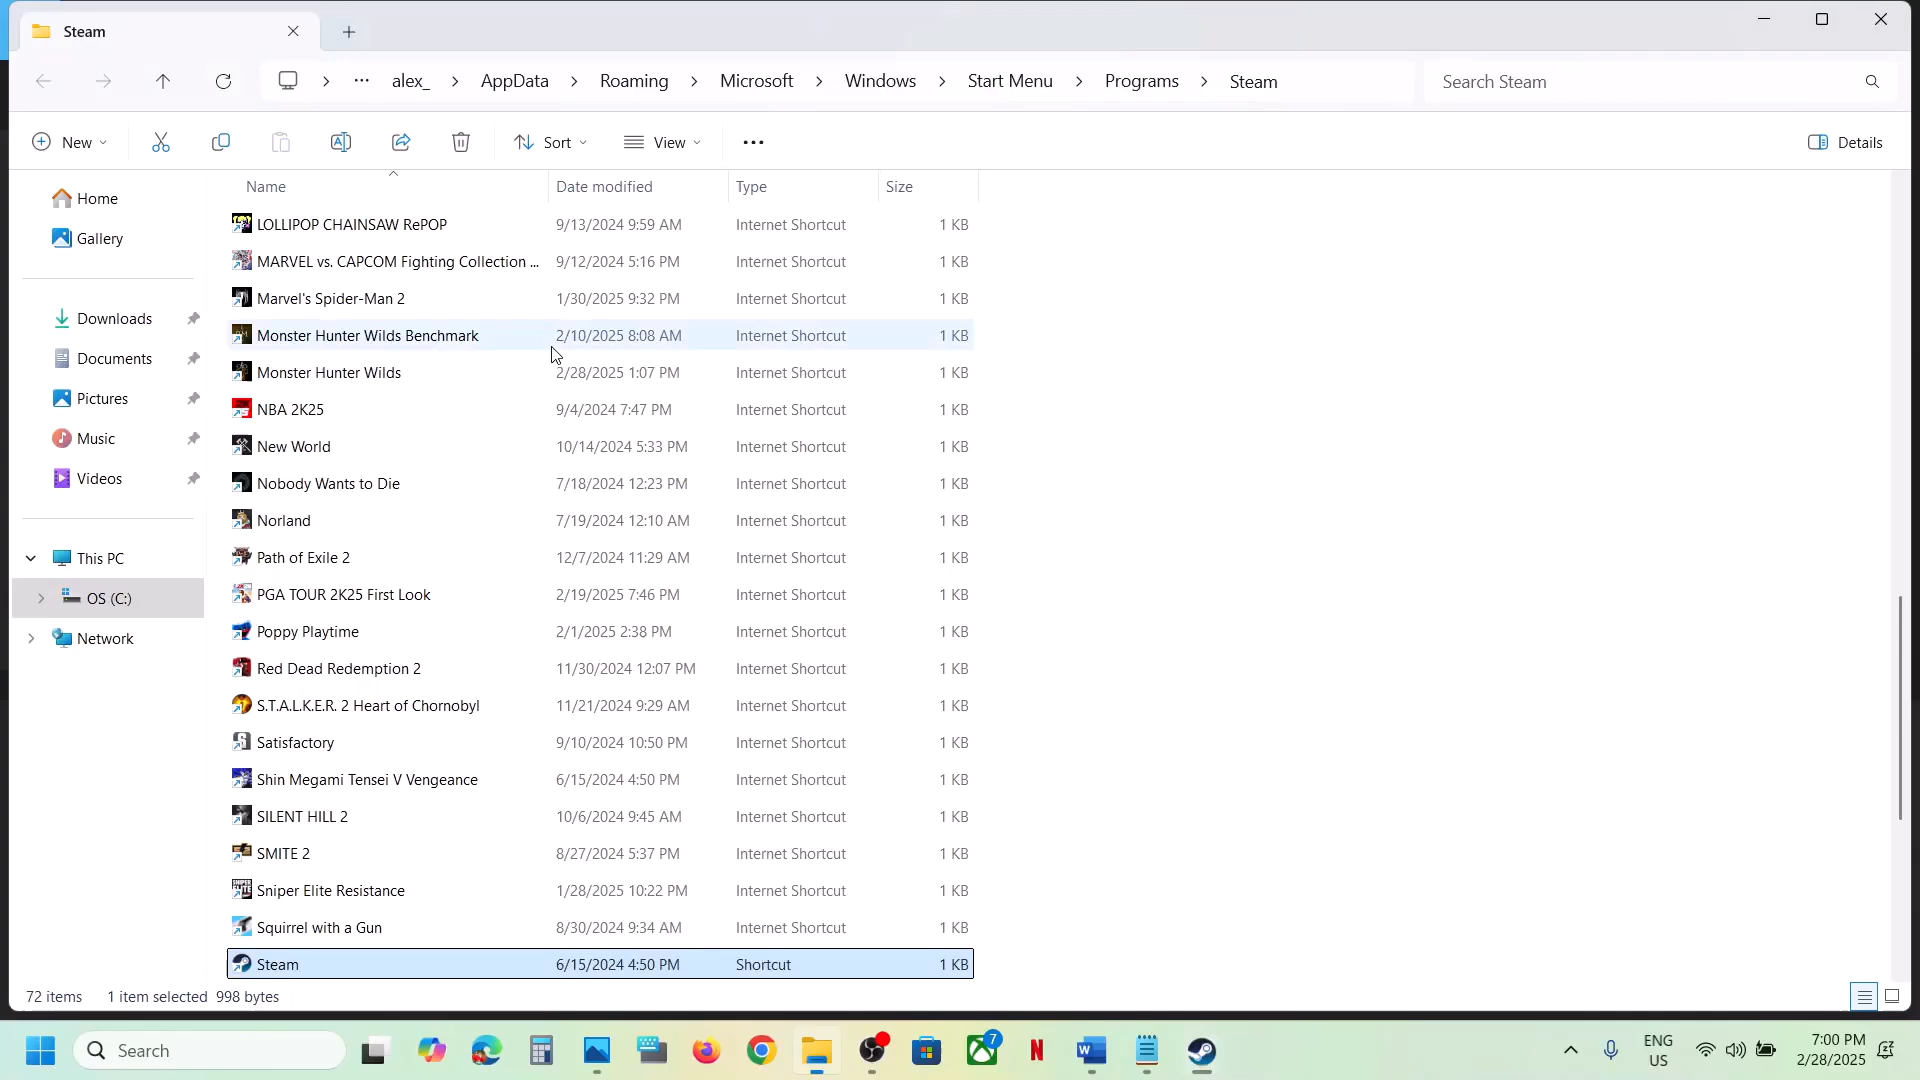 Steam
alex_ AppData Roaming Microsoft Windows Start Menu Programs Steam Search Steam
New Sort View Details
Name Date modified Type Size
Home
Gallery
Downloads
Documents
Pictures
Music
Videos
This PC
OS (C:)
Network
LOLLIPOP CHAINSAW RePOP 9/13/2024 9:59 AM Internet Shortcut 1 KB
MARVEL vs. CAPCOM Fighting Collection ... 9/12/2024 5:16 PM Internet Shortcut 1 KB
Marvel's Spider-Man 2 1/30/2025 9:32 PM Internet Shortcut 1 KB
Monster Hunter Wilds Benchmark 2/10/2025 8:08 AM Internet Shortcut 1 KB
Monster Hunter Wilds 2/28/2025 1:07 PM Internet Shortcut 1 KB
NBA 2K25 9/4/2024 7:47 PM Internet Shortcut 1 KB
New World 10/14/2024 5:33 PM Internet Shortcut 1 KB
Nobody Wants to Die 7/18/2024 12:23 PM Internet Shortcut 1 KB
Norland 7/19/2024 12:10 AM Internet Shortcut 1 KB
Path of Exile 2 12/7/2024 11:29 AM Internet Shortcut 1 KB
PGA TOUR 2K25 First Look 2/19/2025 7:46 PM Internet Shortcut 1 KB
Poppy Playtime 2/1/2025 2:38 PM Internet Shortcut 1 KB
Red Dead Redemption 2 11/30/2024 12:07 PM Internet Shortcut 1 KB
S.T.A.L.K.E.R. 2 Heart of Chornobyl 11/21/2024 9:29 AM Internet Shortcut 1 KB
Satisfactory 9/10/2024 10:50 PM Internet Shortcut 1 KB
Shin Megami Tensei V Vengeance 6/15/2024 4:50 PM Internet Shortcut 1 KB
SILENT HILL 2 10/6/2024 9:45 AM Internet Shortcut 1 KB
SMITE 2 8/27/2024 5:37 PM Internet Shortcut 1 KB
Sniper Elite Resistance 1/28/2025 10:22 PM Internet Shortcut 1 KB
Squirrel with a Gun 8/30/2024 9:34 AM Internet Shortcut 1 KB
Steam 6/15/2024 4:50 PM Shortcut 1 KB
72 items 1 item selected 998 bytes
Search 7 ENG 7:00 PM
US 2/28/2025